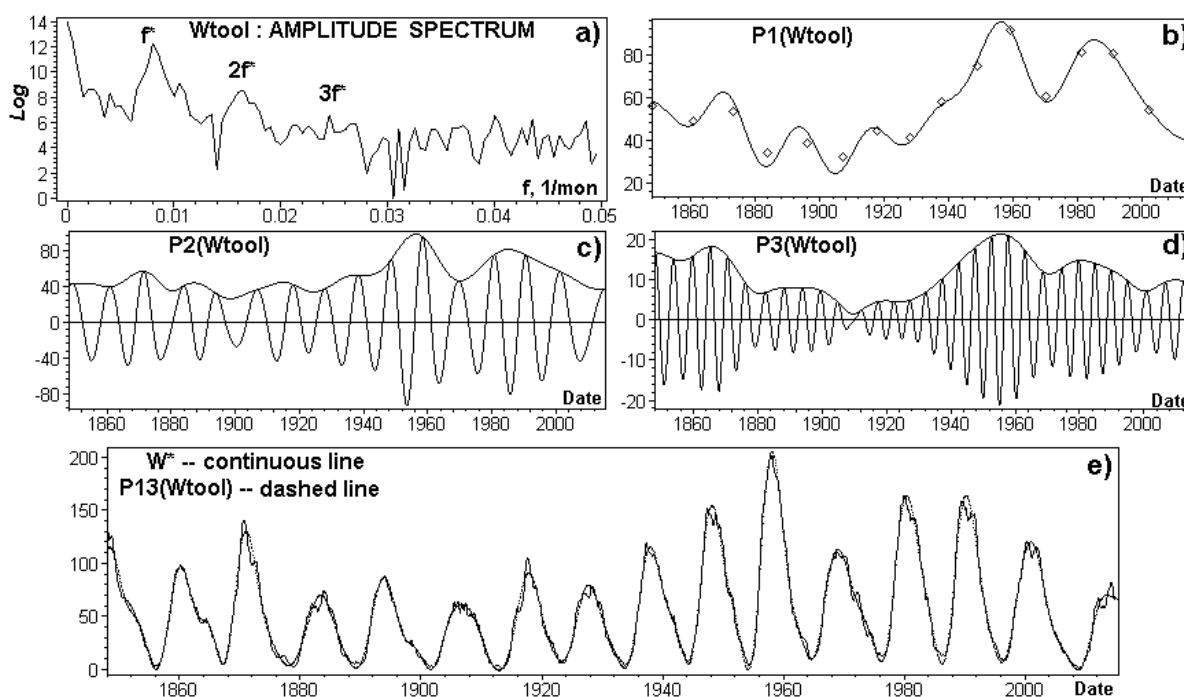 Wtool : AMPLITUDE SPECTRUM a)
f*
2f*
3f*
Log
14
12
10
8
6
4
2
0
f, 1/mon
0 0.01 0.02 0.03 0.04 0.05
P1(Wtool) b)
80
60
40
20
Date
1860 1880 1900 1920 1940 1960 1980 2000
P2(Wtool) c)
80
40
0
-40
-80
Date
1860 1880 1900 1920 1940 1960 1980 2000
P3(Wtool) d)
20
10
0
-10
-20
Date
1860 1880 1900 1920 1940 1960 1980 2000
W* -- continuous line e)
P13(Wtool) -- dashed line
200
150
100
50
0
1860 1880 1900 1920 1940 1960 1980 2000 Date